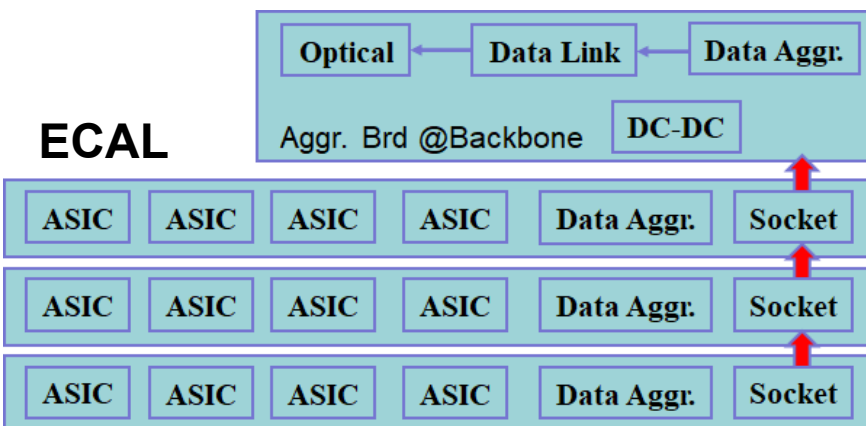 Optical Data Link Data Aggr.
Aggr. Brd @Backbone DC-DC
ECAL
ASIC ASIC ASIC ASIC Data Aggr. Socket
ASIC ASIC ASIC ASIC Data Aggr. Socket
ASIC ASIC ASIC ASIC Data Aggr. Socket